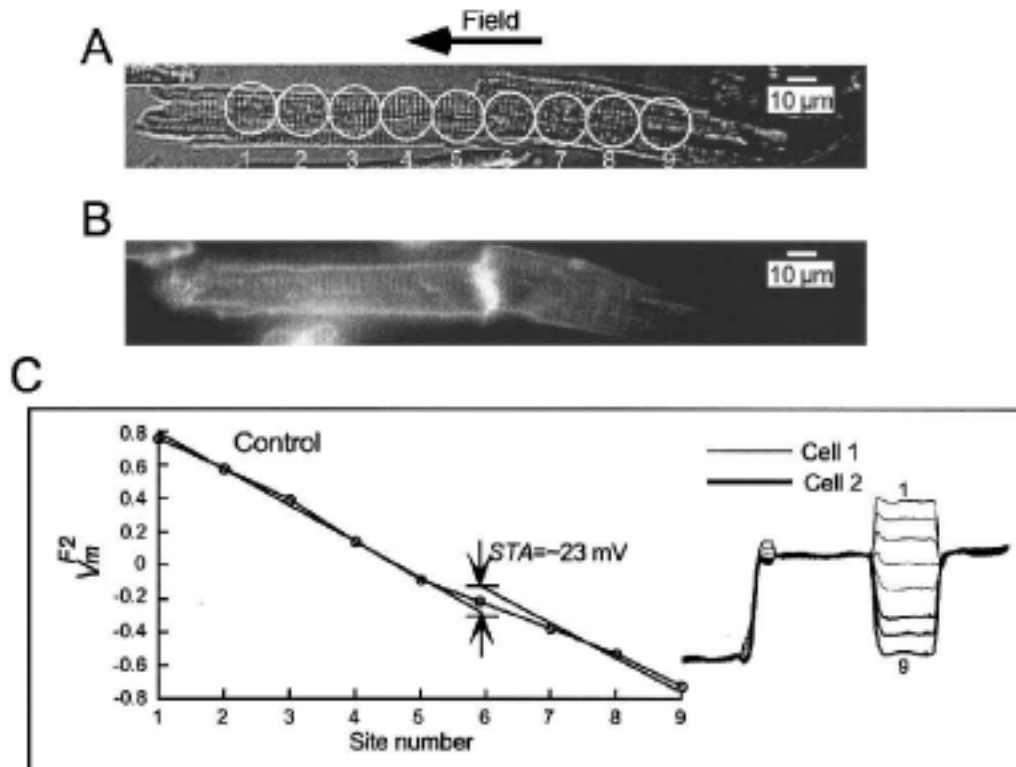 Field
A
10 µm
1 2 3 4 5 6 7 8 9
B
10 µm
C
Control
0.8
0.6
0.4
0.2
0
-0.2
-0.4
-0.6
-0.8
V_m^F2
STA=~23 mV
1 2 3 4 5 6 7 8 9
Site number
Cell 1
Cell 2
1
9